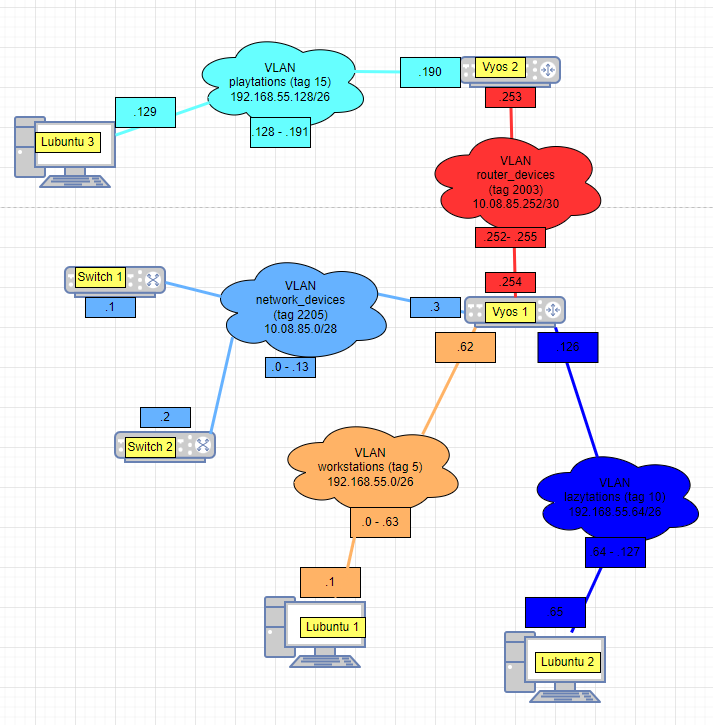 VLAN
playtations (tag 15)
192.168.55.128/26
.128 - .191
.190
Vyos 2
.253
.129
Lubuntu 3
VLAN
router_devices
(tag 2003)
10.08.85.252/30
.252- .255
.254
Switch 1
.1
VLAN
network_devices
(tag 2205)
10.08.85.0/28
.0 - .13
.3
Vyos 1
.62
.126
.2
Switch 2
VLAN
workstations (tag 5)
192.168.55.0/26
.0 - .63
VLAN
lazytations (tag 10)
192.168.55.64/26
.64 - .127
.1
Lubuntu 1
.65
Lubuntu 2